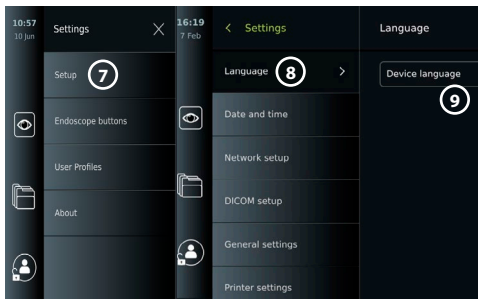 10:57
10 Jun
Settings
Setup
7
Endoscope buttons
User Profiles
About
16:19
7 Feb
Settings
Language
8
Date and time
Network setup
DICOM setup
General settings
Printer settings
Language
Device language
9